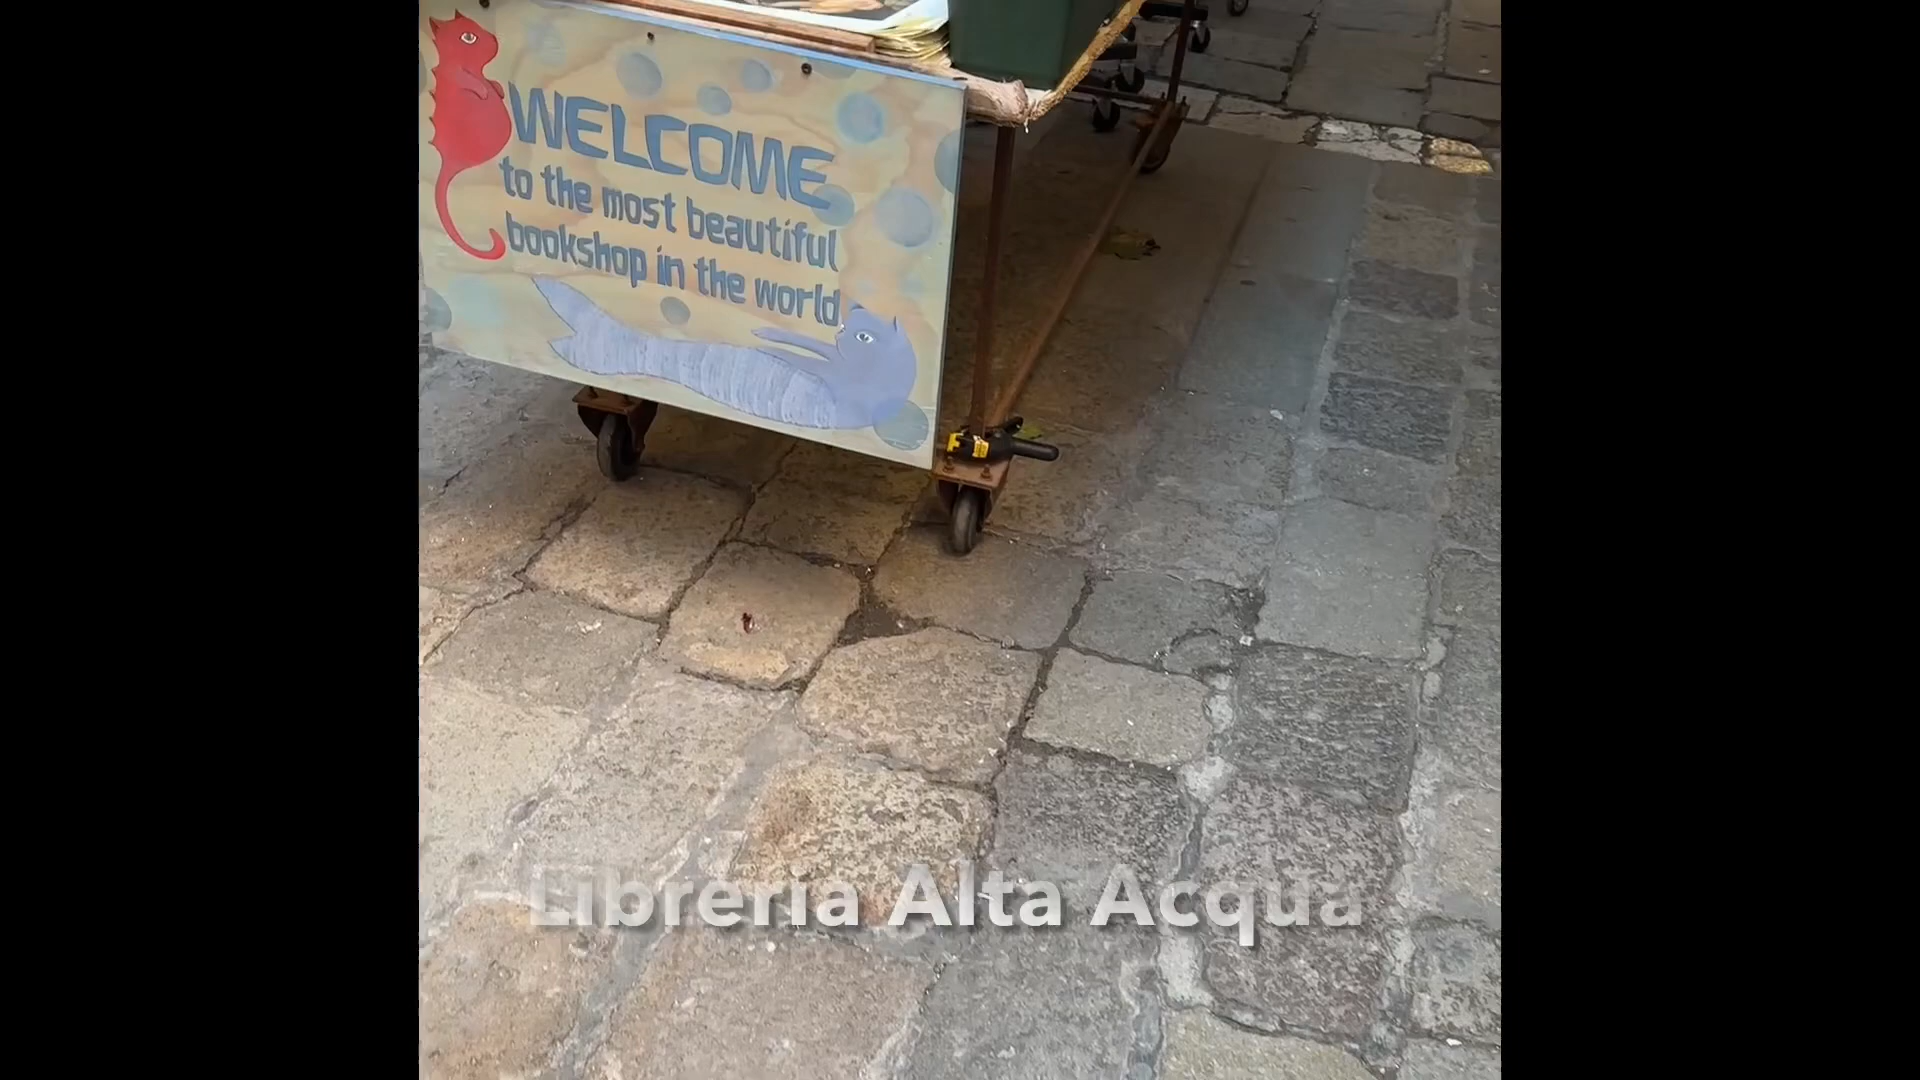 WELCOME
to the most beautiful
bookshop in the world
Libreria Alta Acqua